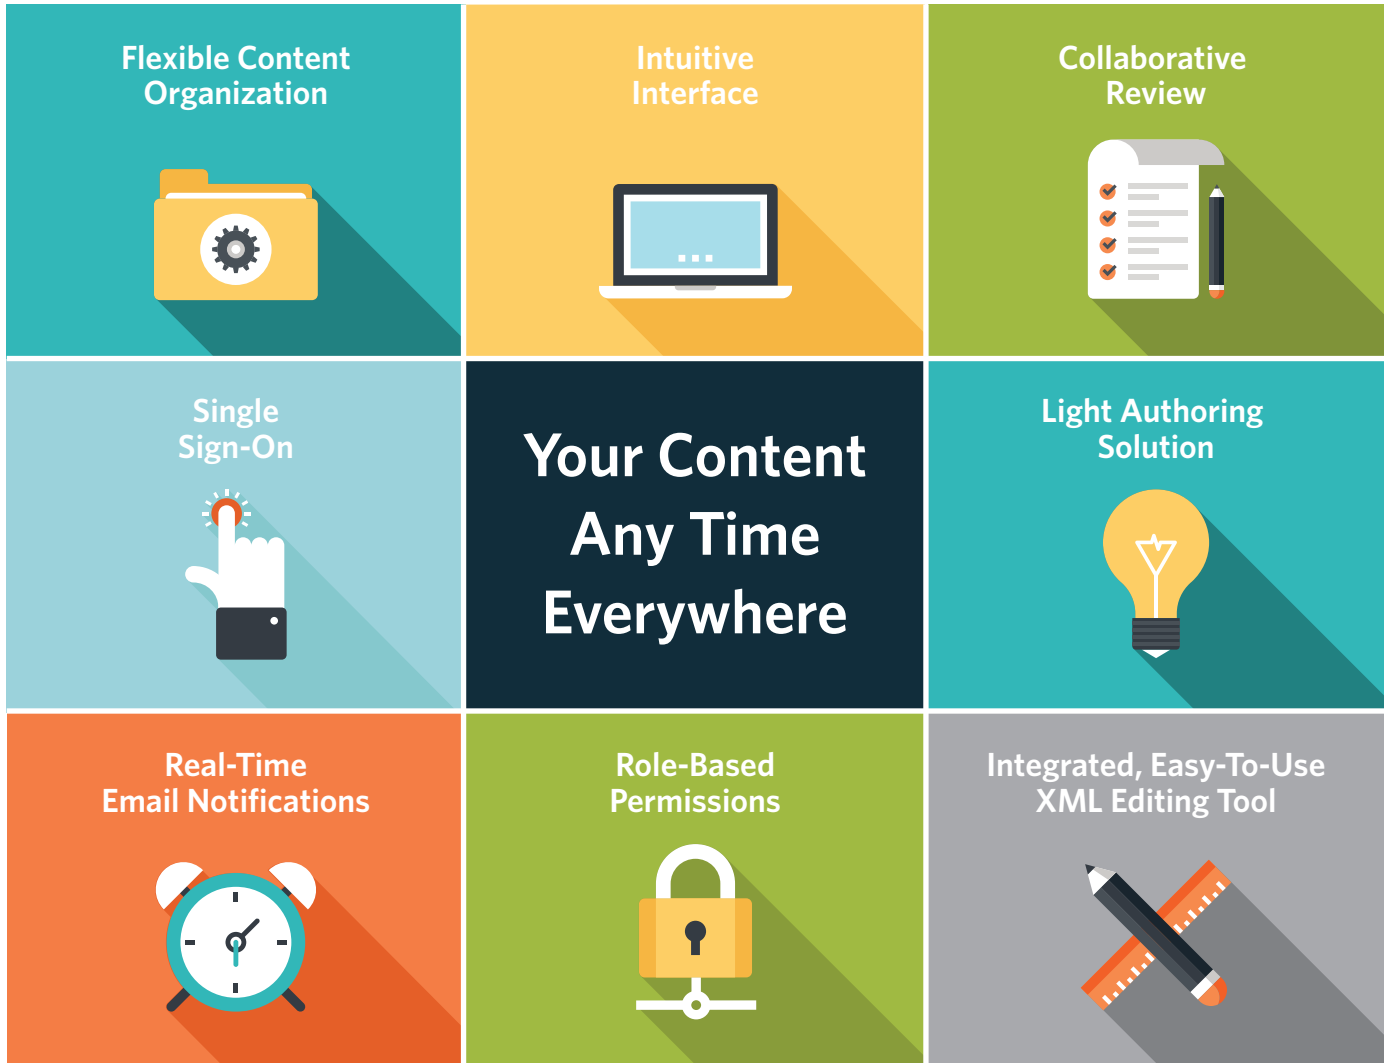 Flexible Content
Organization
Intuitive
Interface
Collaborative
Review
Single
Sign-On
Your Content
Any Time
Everywhere
Light Authoring
Solution
Real-Time
Email Notifications
Role-Based
Permissions
Integrated, Easy-To-Use
XML Editing Tool